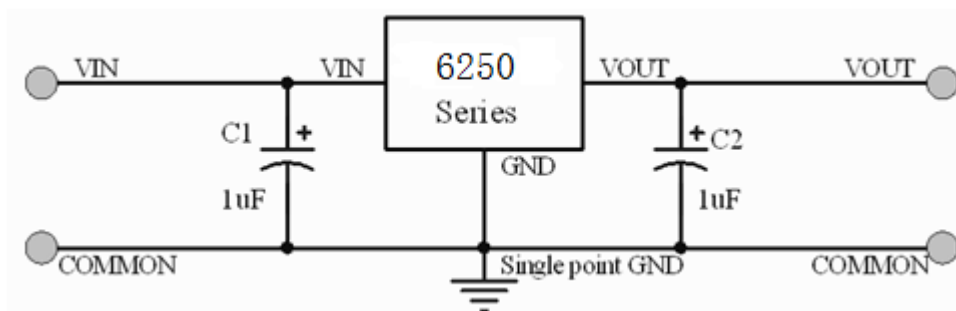 VIN
VIN
6250
Series
VOUT
VOUT
C1
+
+
C2
GND
1uF
1uF
COMMON
Single point GND
COMMON